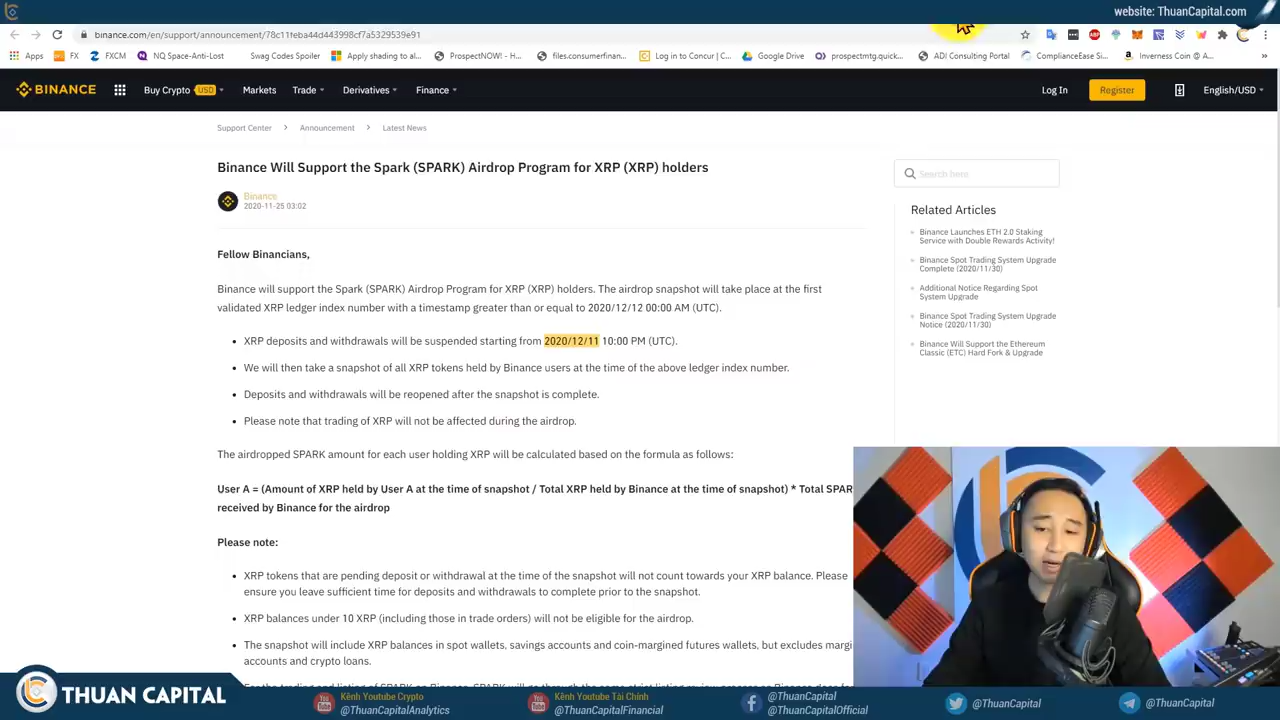 website: ThuanCapital.com
binance.com/en/support/announcement/78c11feba44d443998cf7a5329539e91
Apps
FX
FXCM
NQ Space-Anti-Lost
Swag Codes Spoiler
Apply shading to al...
ProspectNOW! - H...
files.consumerfinan...
Log in to Concur | C...
Google Drive
prospectmtg.quick...
ADI Consulting Portal
ComplianceEase Si...
Inverness Coin @ A...
BINANCE
Buy Crypto USD
Markets
Trade
Derivatives
Finance
Log In
Register
English/USD
Support Center > Announcement > Latest News
Binance Will Support the Spark (SPARK) Airdrop Program for XRP (XRP) holders
Binance
2020-11-25 03:02
Search here
Related Articles
Binance Launches ETH 2.0 Staking
Service with Double Rewards Activity!
Binance Spot Trading System Upgrade
Complete (2020/11/30)
Additional Notice Regarding Spot
System Upgrade
Binance Spot Trading System Upgrade
Notice (2020/11/30)
Binance Will Support the Ethereum
Classic (ETC) Hard Fork & Upgrade
Fellow Binancians,
Binance will support the Spark (SPARK) Airdrop Program for XRP (XRP) holders. The airdrop snapshot will take place at the first
validated XRP ledger index number with a timestamp greater than or equal to 2020/12/12 00:00 AM (UTC).
XRP deposits and withdrawals will be suspended starting from 2020/12/11 10:00 PM (UTC).
We will then take a snapshot of all XRP tokens held by Binance users at the time of the above ledger index number.
Deposits and withdrawals will be reopened after the snapshot is complete.
Please note that trading of XRP will not be affected during the airdrop.
The airdropped SPARK amount for each user holding XRP will be calculated based on the formula as follows:
User A = (Amount of XRP held by User A at the time of snapshot / Total XRP held by Binance at the time of snapshot) * Total SPAR
received by Binance for the airdrop
Please note:
XRP tokens that are pending deposit or withdrawal at the time of the snapshot will not count towards your XRP balance. Please
ensure you leave sufficient time for deposits and withdrawals to complete prior to the snapshot.
XRP balances under 10 XRP (including those in trade orders) will not be eligible for the airdrop.
The snapshot will include XRP balances in spot wallets, savings accounts and coin-margined futures wallets, but excludes margi
accounts and crypto loans.
THUAN CAPITAL
Kênh Youtube Crypto
@ThuanCapitalAnalytics
Kênh Youtube Tài Chính
@ThuanCapitalFinancial
@ThuanCapital
@ThuanCapitalOfficial
@ThuanCapital
@ThuanCapital